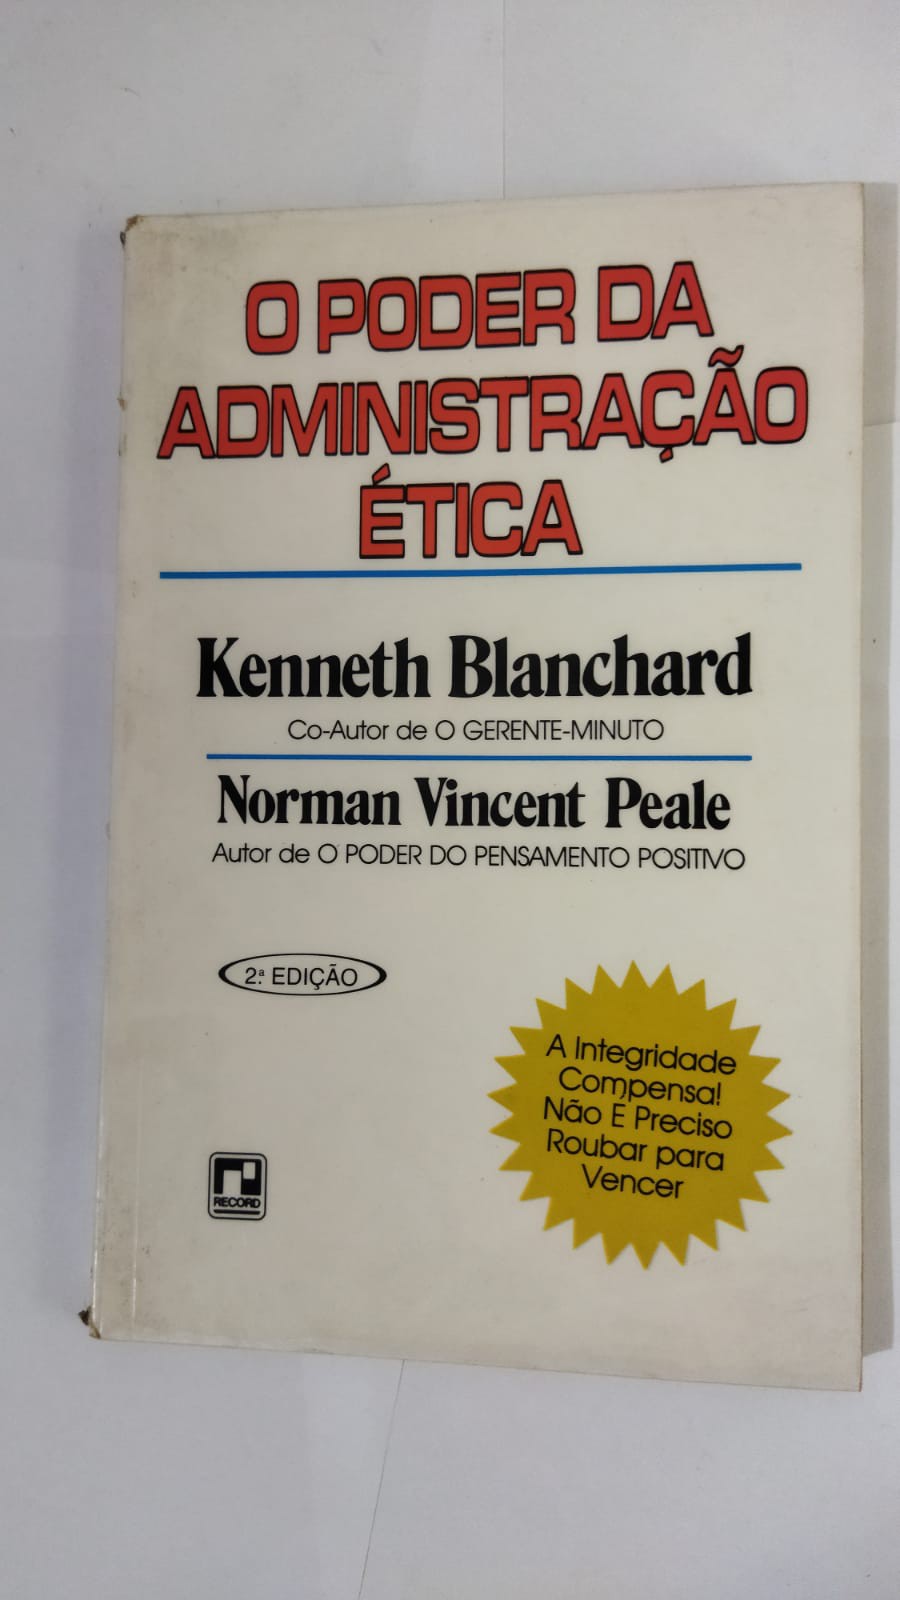 O PODER DA
ADMINISTRAÇÃO
ÉTICA
Kenneth Blanchard
Co-Autor de O GERENTE-MINUTO
Norman Vincent Peale
Autor de O PODER DO PENSAMENTO POSITIVO
2ª EDIÇÃO
A Integridade
Compensa!
Não É Preciso
Roubar para
Vencer
RECORD